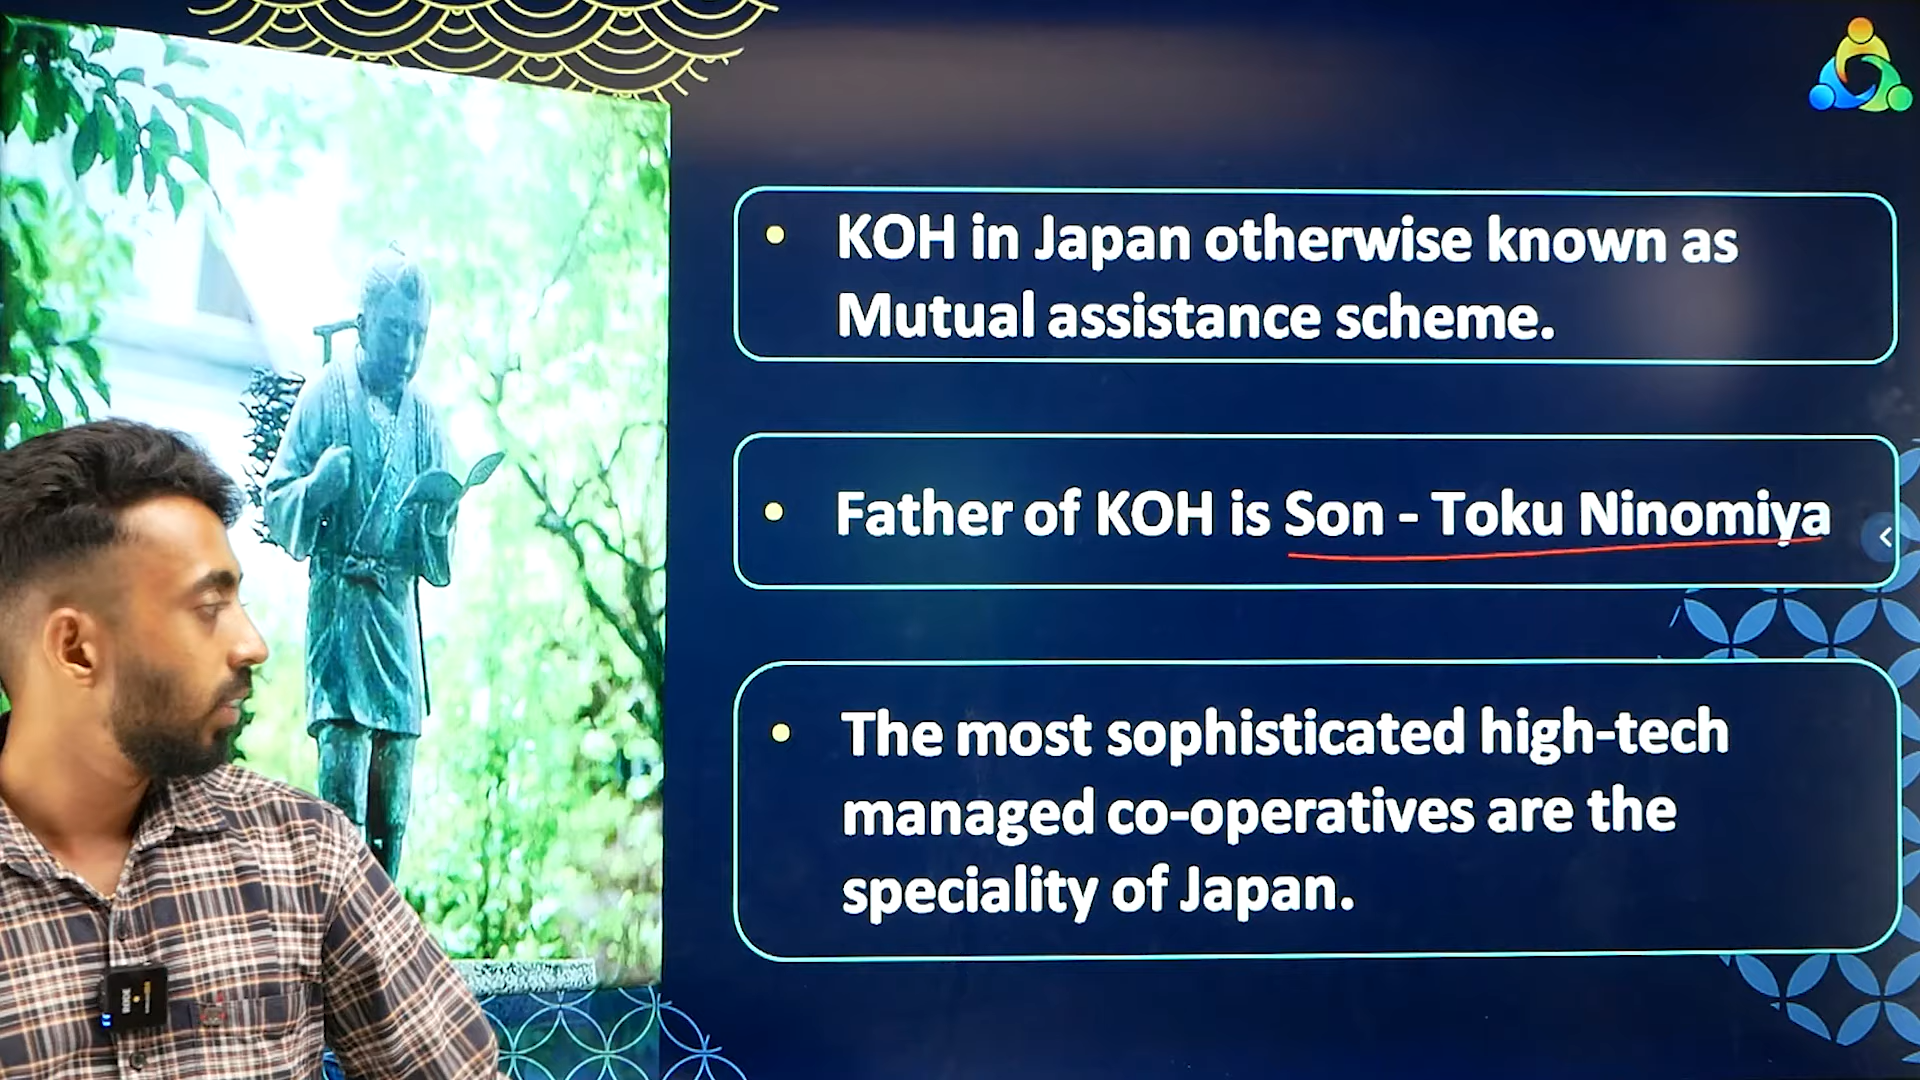 KOH in Japan otherwise known as
Mutual assistance scheme.
Father of KOH is Son - Toku Ninomiya
The most sophisticated high-tech
managed co-operatives are the
speciality of Japan.
RODE